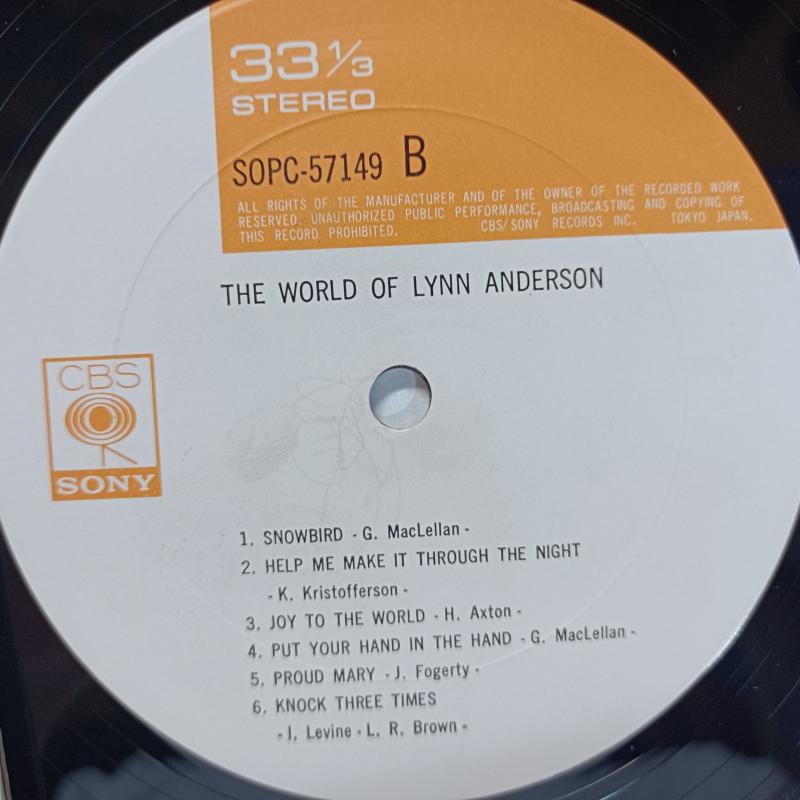 33 1/3
STEREO
SOPC-57149 B
ALL RIGHTS OF THE MANUFACTURER AND OF THE OWNER OF THE RECORDED WORK
RESERVED. UNAUTHORIZED PUBLIC PERFORMANCE, BROADCASTING AND COPYING OF
THIS RECORD PROHIBITED. CBS/SONY RECORDS INC. TOKYO JAPAN.
THE WORLD OF LYNN ANDERSON
CBS
SONY
1. SNOWBIRD - G. MacLellan -
2. HELP ME MAKE IT THROUGH THE NIGHT
- K. Kristofferson -
3. JOY TO THE WORLD - H. Axton -
4. PUT YOUR HAND IN THE HAND - G. MacLellan -
5. PROUD MARY - J. Fogerty -
6. KNOCK THREE TIMES
- I. Levine - L. R. Brown -